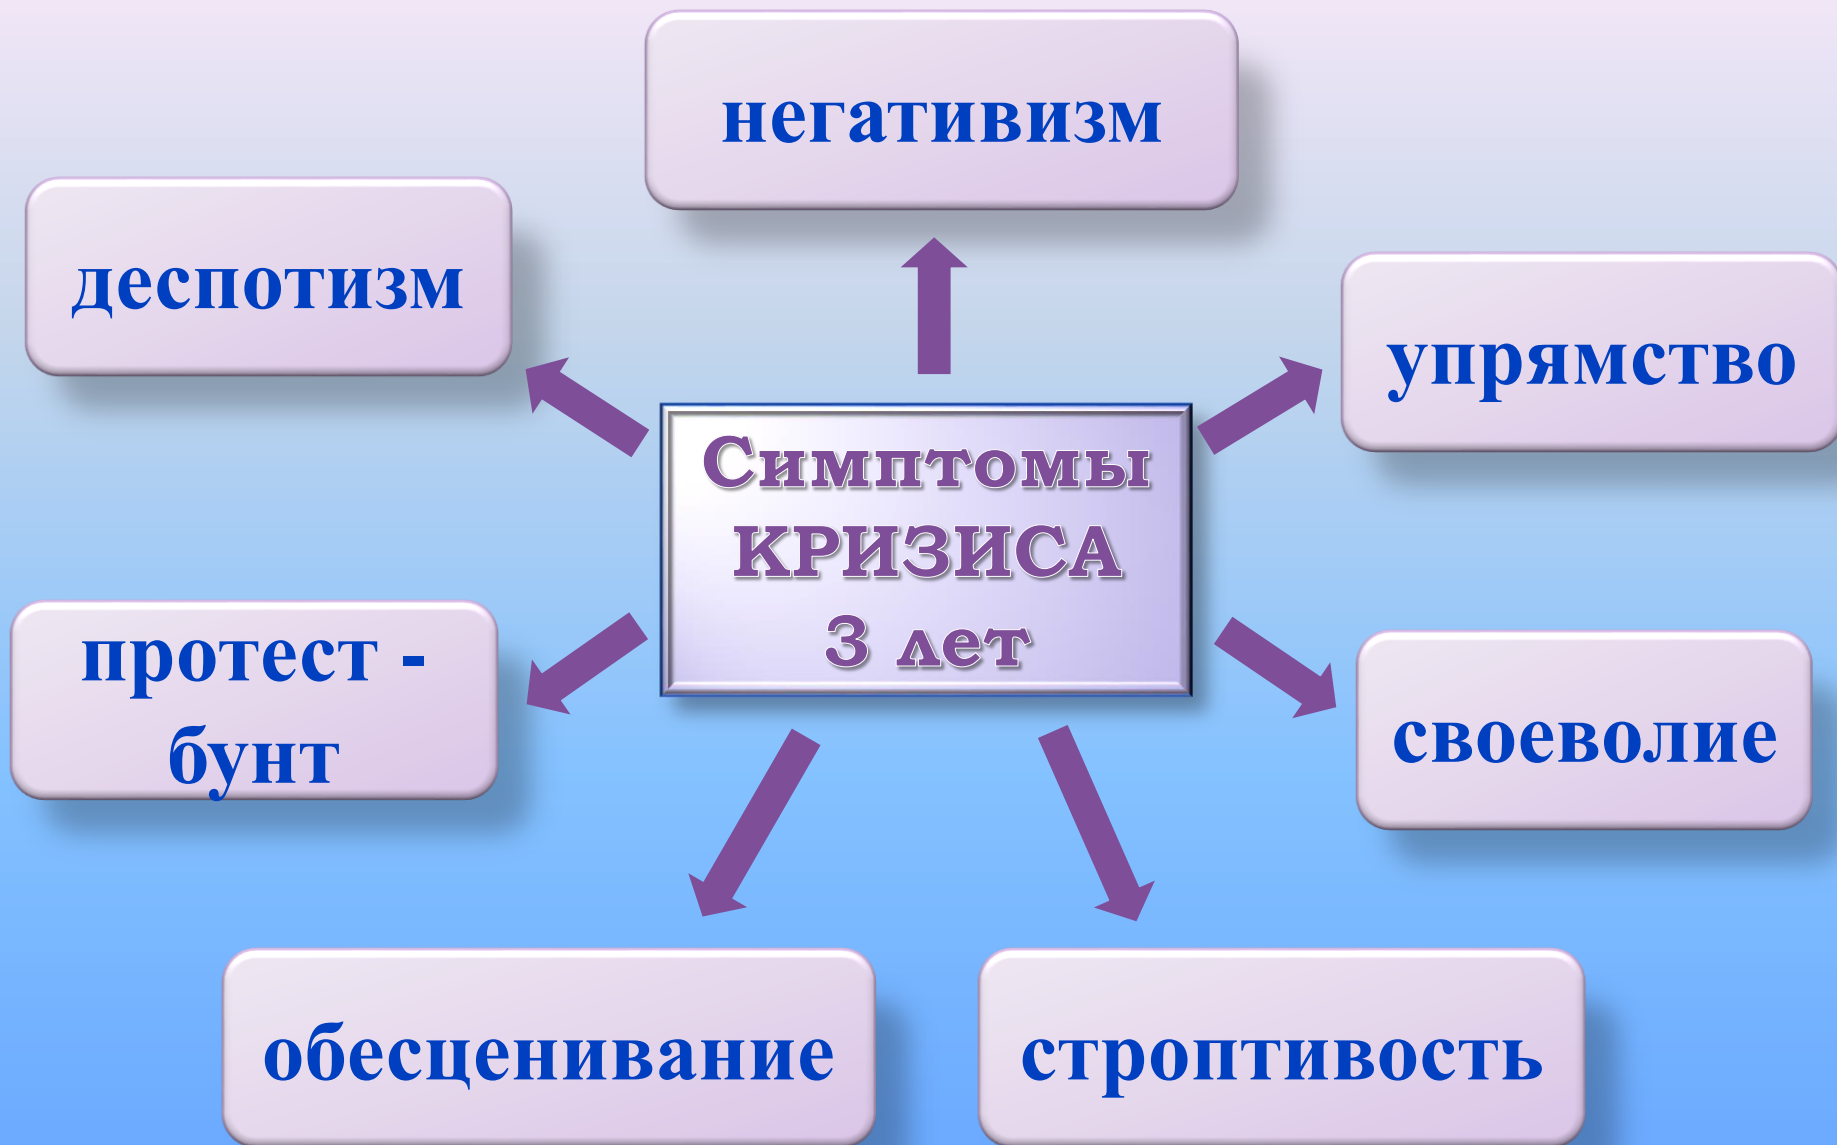 негативизм
деспотизм
упрямство
Симптомы
КРИЗИСА
3 лет
протест -
бунт
своеволие
обесценивание
строптивость